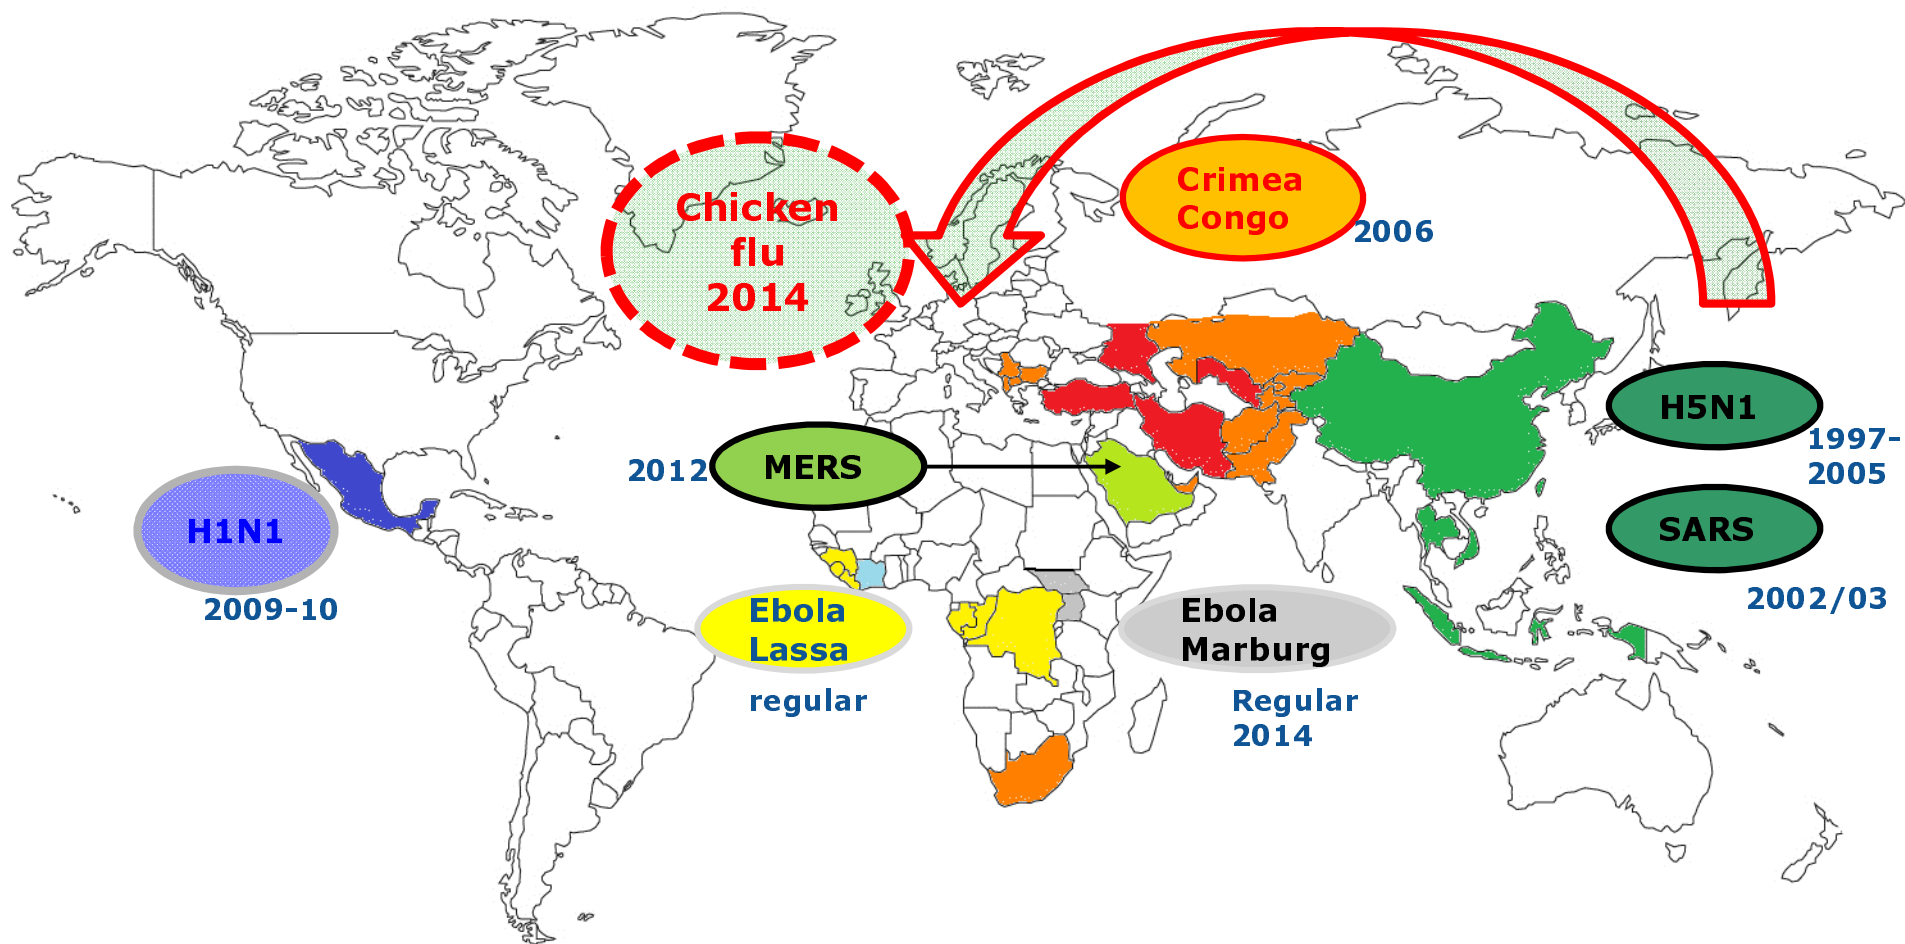 Chicken
flu
2014
Crimea
Congo
2006
H5N1
1997-
2005
MERS
2012
SARS
2002/03
H1N1
2009-10
Ebola
Lassa
regular
Ebola
Marburg
Regular
2014